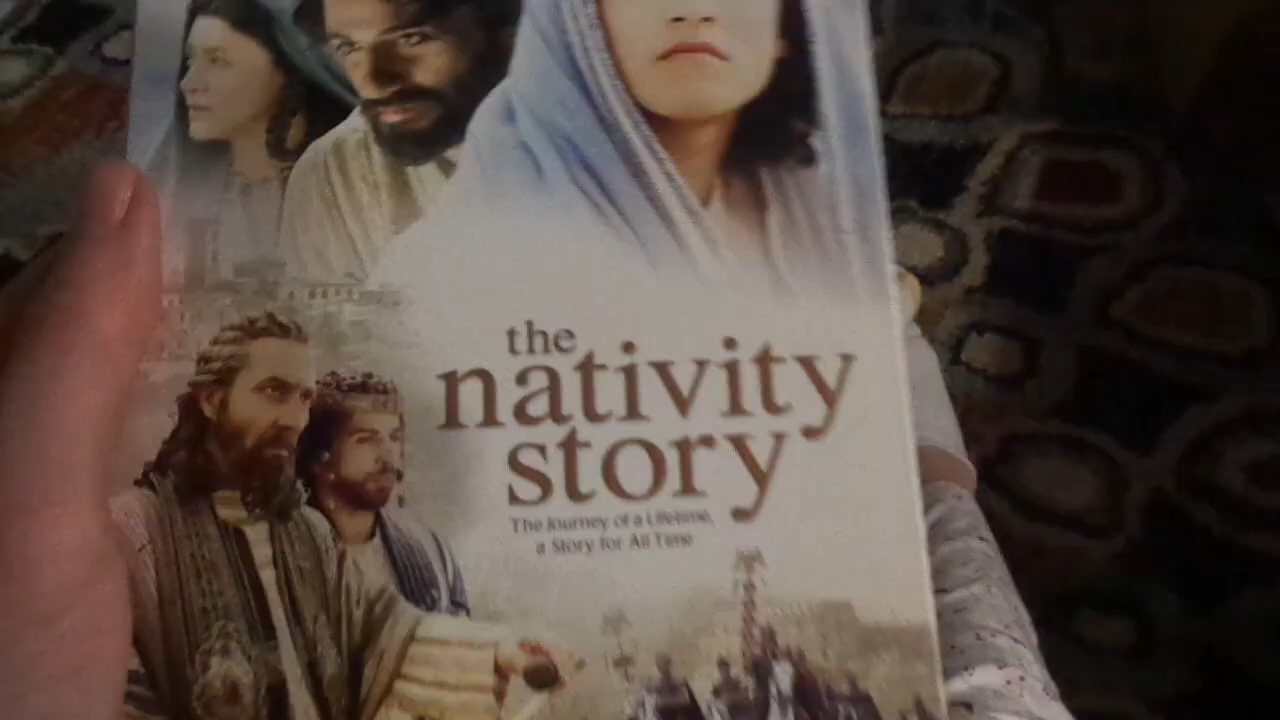 the
nativity
story
The Journey of a Lifetime,
a Story for All Time